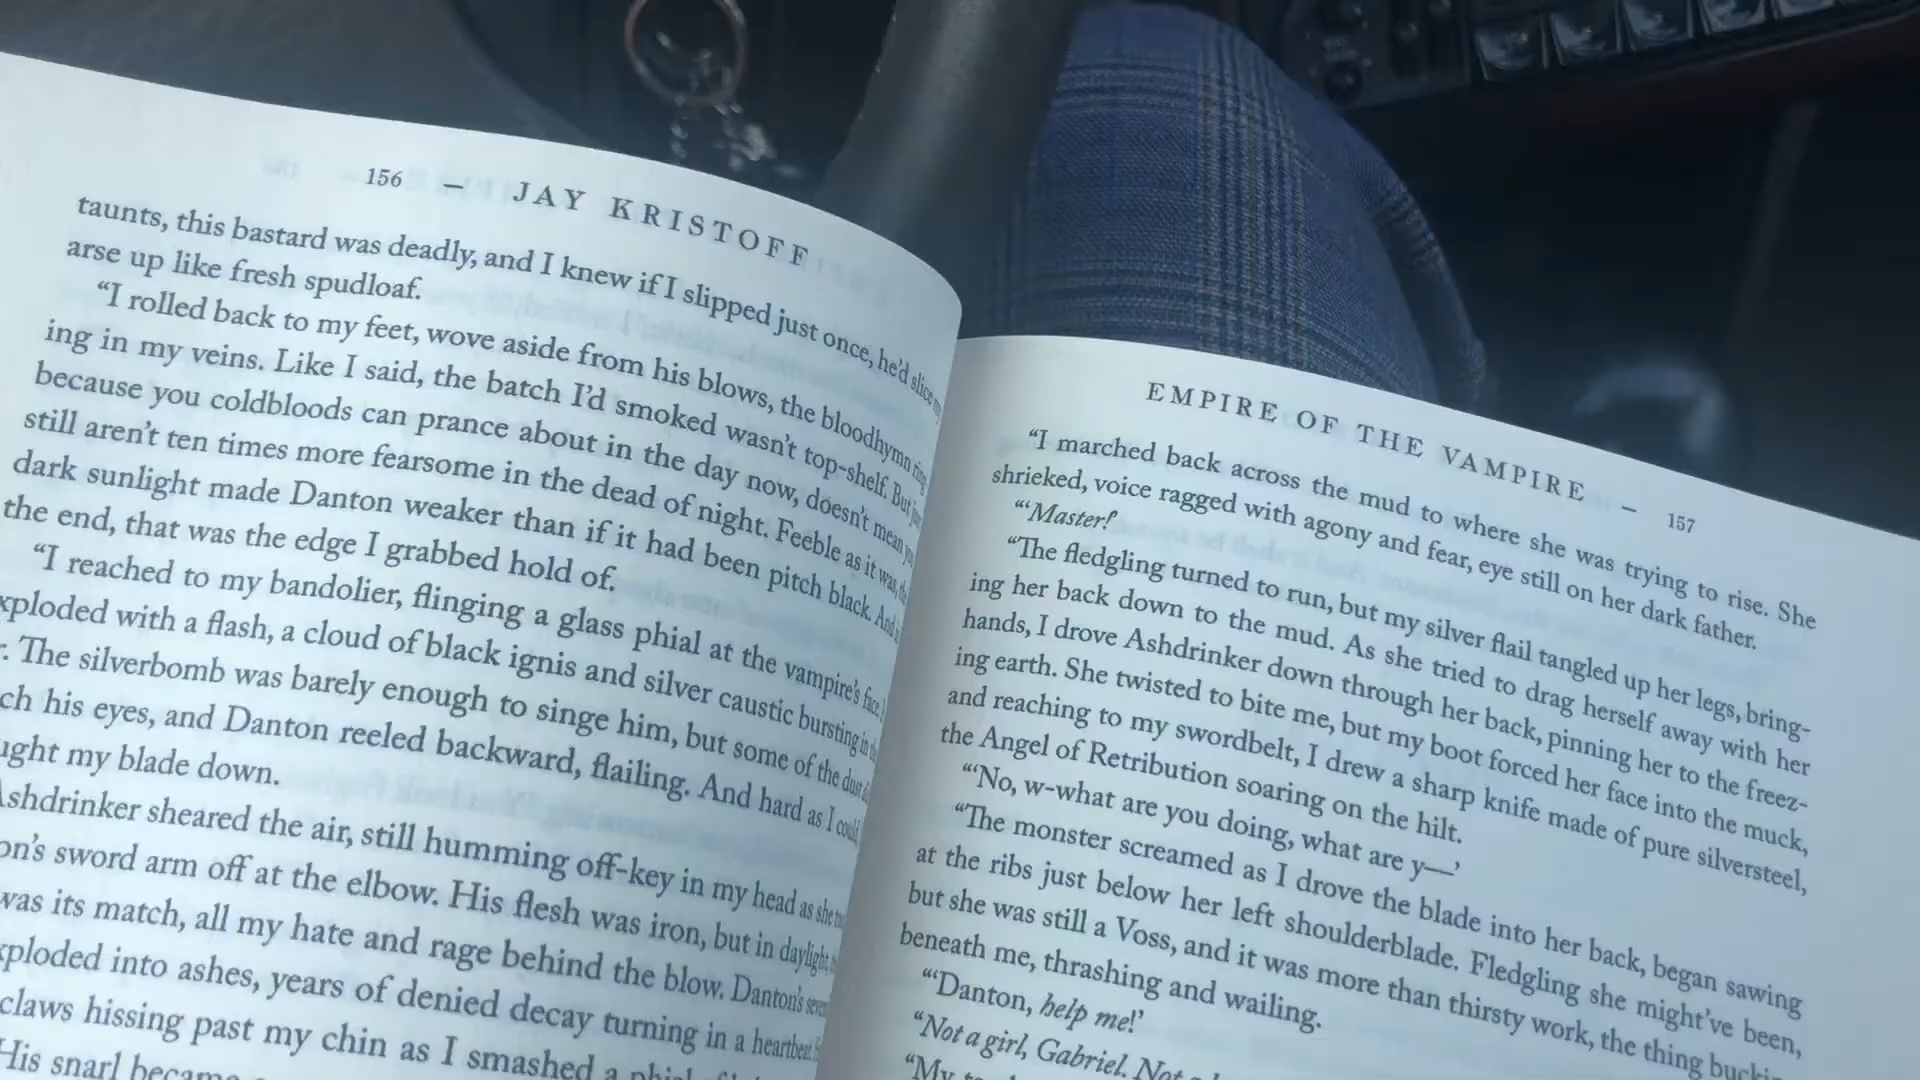 156 — JAY KRISTOFF
taunts, this bastard was deadly, and I knew if I slipped just once, he'd slice my
arse up like fresh spudloaf.
“I rolled back to my feet, wove aside from his blows, the bloodhymn ring
ing in my veins. Like I said, the batch I'd smoked wasn't top-shelf. But
because you coldbloods can prance about in the day now, doesn't mean you
still aren't ten times more fearsome in the dead of night. Feeble as it was, the
dark sunlight made Danton weaker than if it had been pitch black. And
the end, that was the edge I grabbed hold of.
“I reached to my bandolier, flinging a glass phial at the vampire's face.
xploded with a flash, a cloud of black ignis and silver caustic bursting in
The silverbomb was barely enough to singe him, but some of the dust
ch his eyes, and Danton reeled backward, flailing. And hard as I could
ught my blade down.
Ashdrinker sheared the air, still humming off-key in my head as she
on's sword arm off at the elbow. His flesh was iron, but in daylight,
was its match, all my hate and rage behind the blow. Danton's
xploded into ashes, years of denied decay turning in a heartbeat.
claws hissing past my chin as I smashed a phial
His snarl became
EMPIRE OF THE VAMPIRE — 157
“I marched back across the mud to where she was trying to rise. She
shrieked, voice ragged with agony and fear, eye still on her dark father.
“‘Master!’
“The fledgling turned to run, but my silver flail tangled up her legs, bring-
ing her back down to the mud. As she tried to drag herself away with her
hands, I drove Ashdrinker down through her back, pinning her to the freez-
ing earth. She twisted to bite me, but my boot forced her face into the muck,
and reaching to my swordbelt, I drew a sharp knife made of pure silversteel,
the Angel of Retribution soaring on the hilt.
“‘No, w-what are you doing, what are y—’
“The monster screamed as I drove the blade into her back, began sawing
at the ribs just below her left shoulderblade. Fledgling she might've been,
but she was still a Voss, and it was more than thirsty work, the thing bucki
beneath me, thrashing and wailing.
“‘Danton, help me!’
“Not a girl, Gabriel. Not a
“My